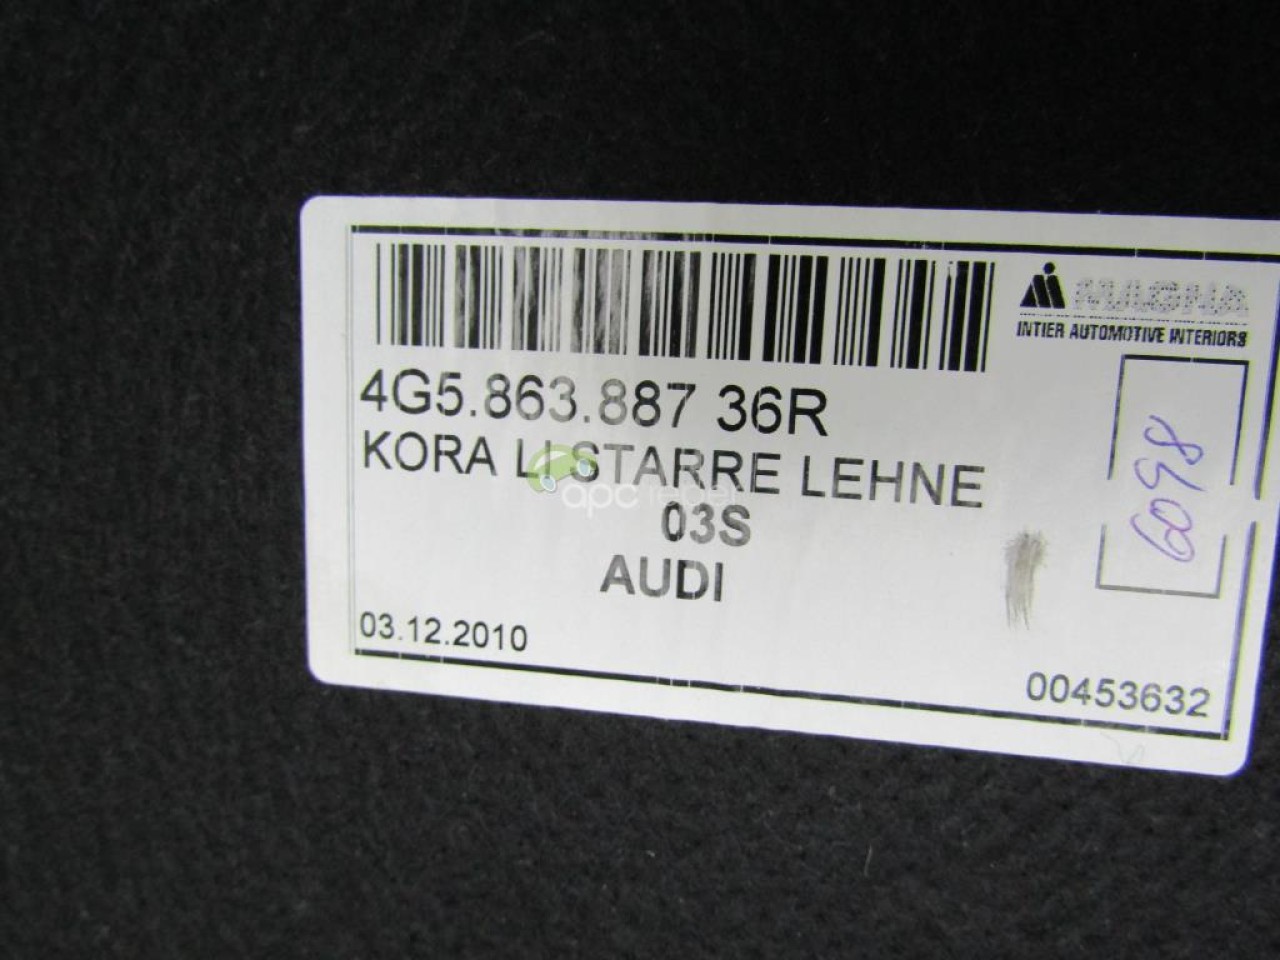 MAGNA
INTIER AUTOMOTIVE INTERIORS
4G5.863.887 36R
KORA LI STARRE LEHNE
03S
AUDI
03.12.2010
00453632
6098
apcrebel